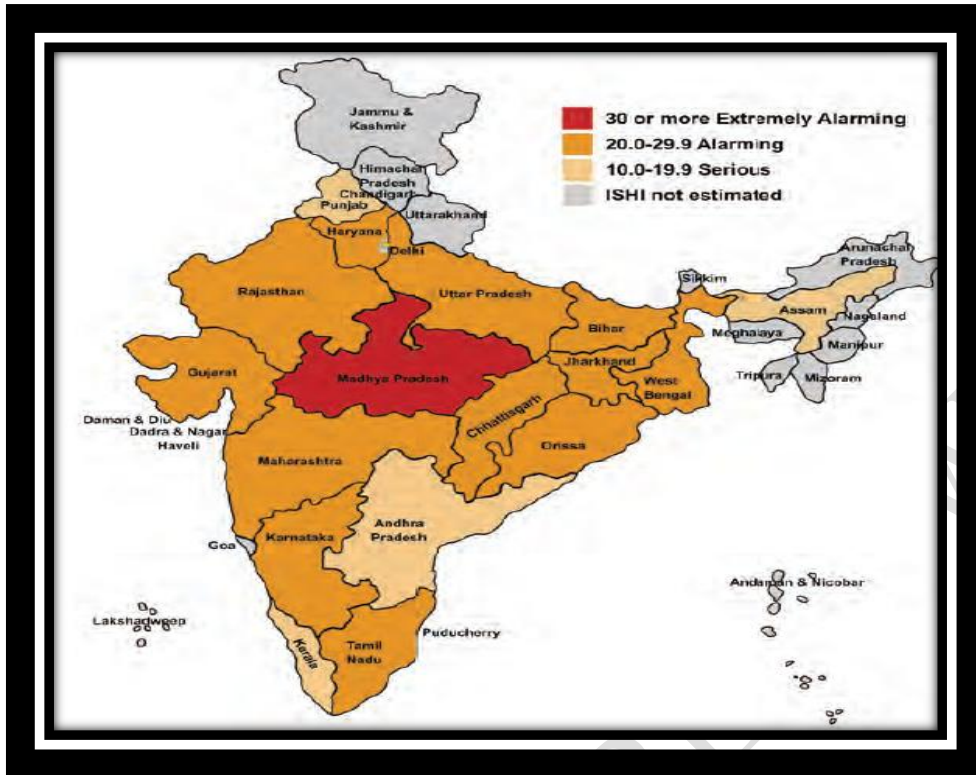 Jammu &
Kashmir
30 or more Extremely Alarming
20.0-29.9 Alarming
10.0-19.9 Serious
ISHI not estimated
Himachal
Pradesh
Chandigarh
Punjab
Uttarakhand
Haryana
Delki
Arunachal
Pradesh
Sikkim
Rajasthan
Uttar Pradesh
Assam
Nagaland
Bihar
Meghalaya
Manipur
Jharkhand
Gujarat
Madhya Pradesh
West
Bengal
Tripura
Mizoram
Chhathsgarh
Daman & Diu
Dadra & Nagar
Haveli
Orissa
Maharashtra
Andhra
Pradesh
Karnataka
Goa
Andaman & Nicobar
Lakshadweep
Puducherry
Kerala
Tamil
Nadu